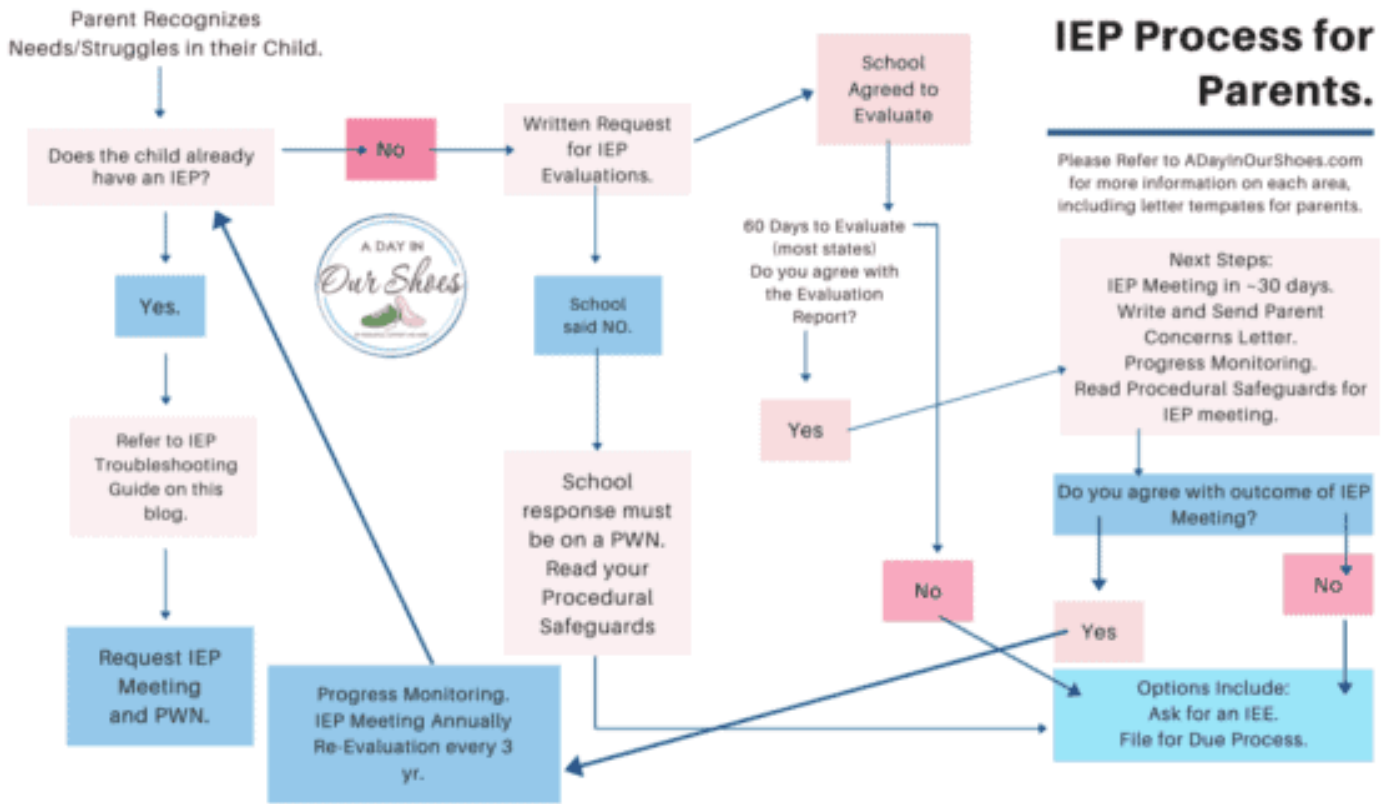 Parent Recognizes
Needs/Struggles in their Child.
IEP Process for
Parents.
Please Refer to ADayInOurShoes.com
for more information on each area,
including letter tempates for parents.
Does the child already
have an IEP?
No
Written Request
for IEP
Evaluations.
School
Agreed to
Evaluate
A DAY IN
Our Shoes
Yes.
School
said NO.
60 Days to Evaluate
(most states)
Do you agree with
the Evaluation
Report?
Next Steps:
IEP Meeting in ~30 days.
Write and Send Parent
Concerns Letter.
Progress Monitoring.
Read Procedural Safeguards for
IEP meeting.
Yes
Refer to IEP
Troubleshooting
Guide on this
blog.
School
response must
be on a PWN.
Read your
Procedural
Safeguards
Do you agree with outcome of IEP
Meeting?
No
No
Yes
Request IEP
Meeting
and PWN.
Progress Monitoring.
IEP Meeting Annually
Re-Evaluation every 3
yr.
Options Include:
Ask for an IEE.
File for Due Process.